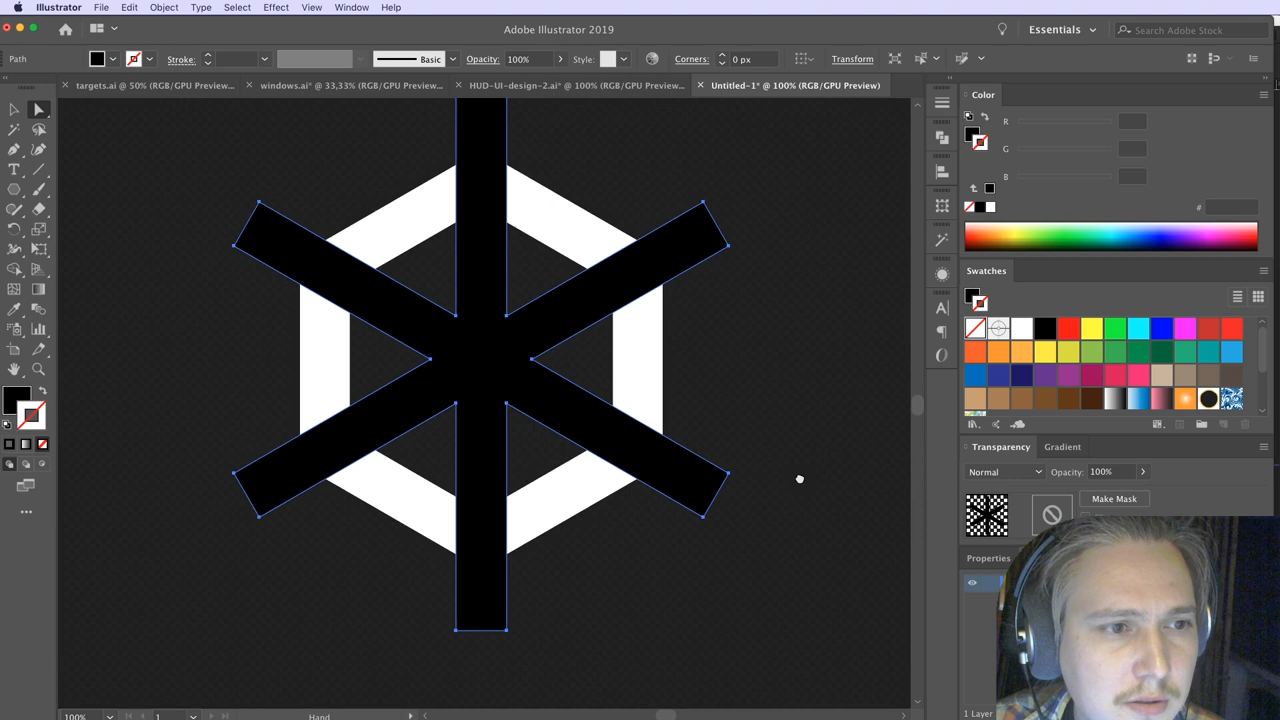 Illustrator File Edit Object Type Select Effect View Window Help
Adobe Illustrator 2019
Essentials
Search Adobe Stock
Path
Stroke:
Basic
Opacity: 100%
Style:
Corners: 0 px
Transform
targets.ai @ 50% (RGB/GPU Preview...
windows.ai* @ 33,33% (RGB/GPU Preview...
HUD-UI-design-2.ai* @ 100% (RGB/GPU Preview...
Untitled-1* @ 100% (RGB/GPU Preview)
Color
R
G
B
#
Swatches
Transparency Gradient
Normal
Opacity: 100%
Make Mask
Properties
1 Layer
100%
1
Hand